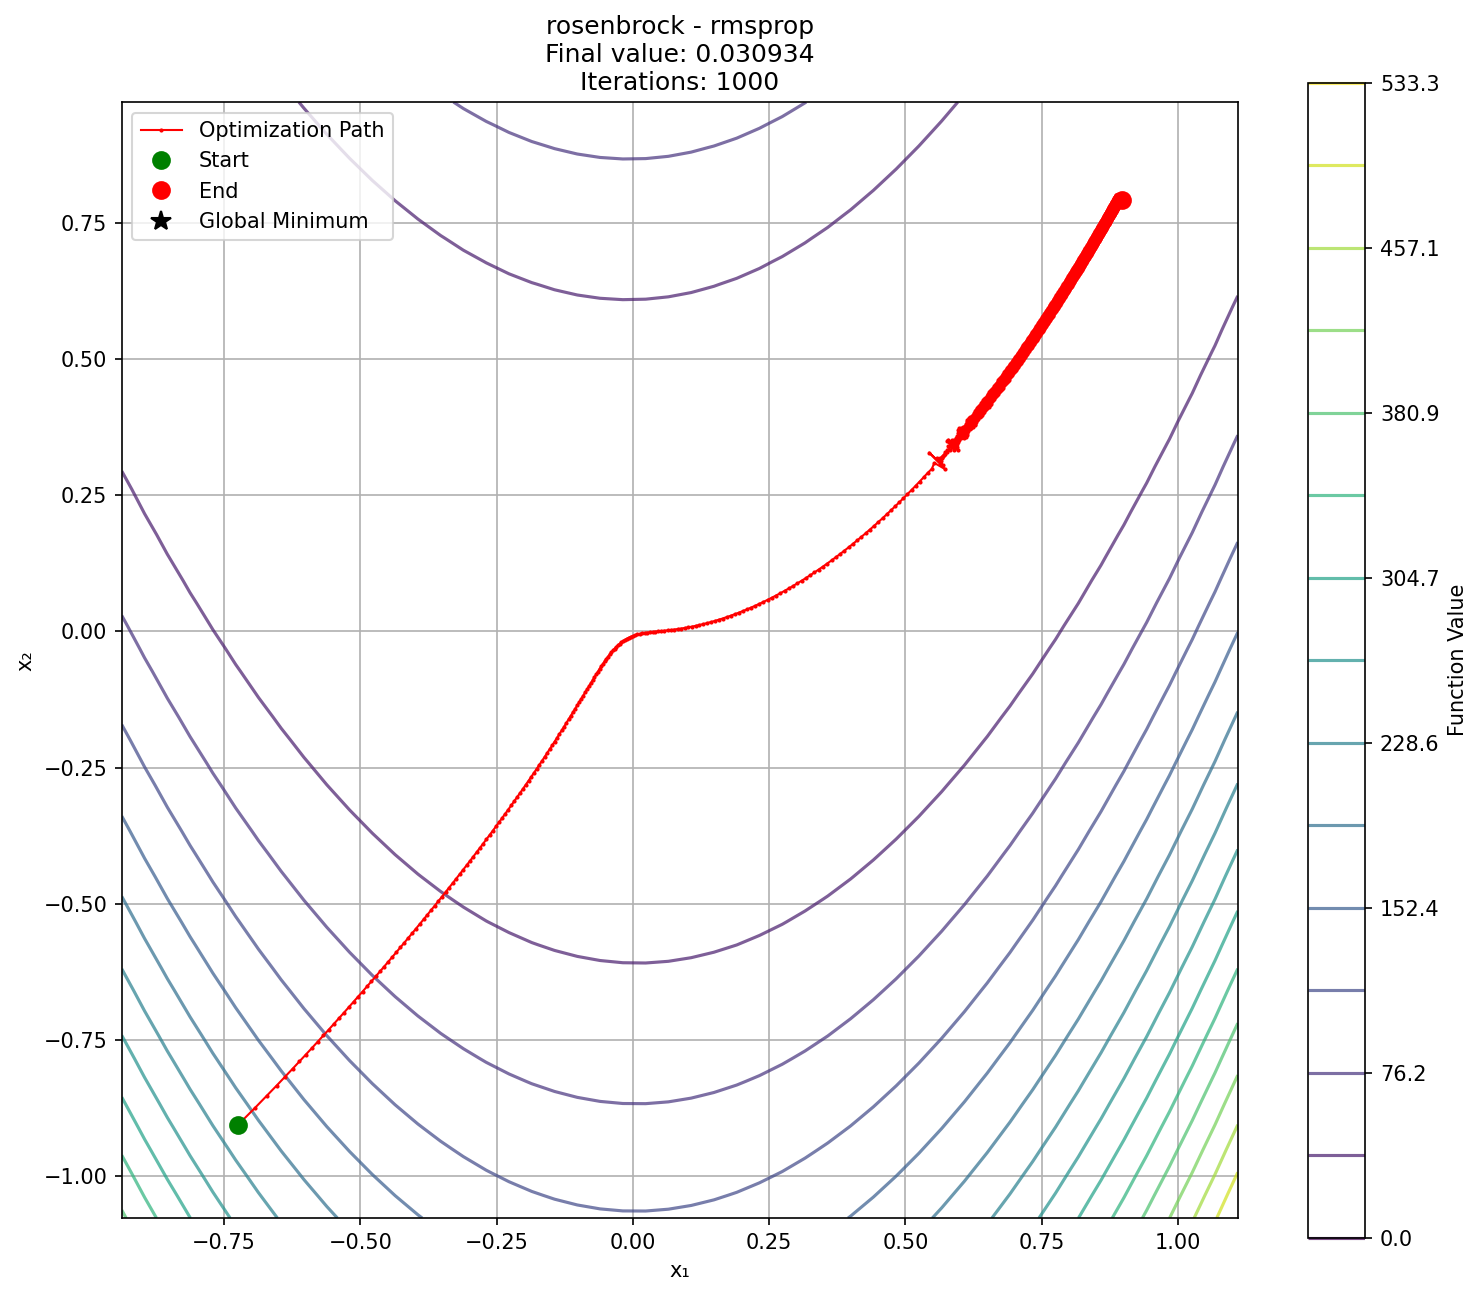 rosenbrock - rmsprop
Final value: 0.030934
Iterations: 1000
Optimization Path
Start
End
Global Minimum
0.75
0.50
0.25
0.00
−0.25
−0.50
−0.75
−1.00
x₂
−0.75 −0.50 −0.25 0.00 0.25 0.50 0.75 1.00
x₁
533.3
457.1
380.9
304.7
228.6
152.4
76.2
0.0
Function Value